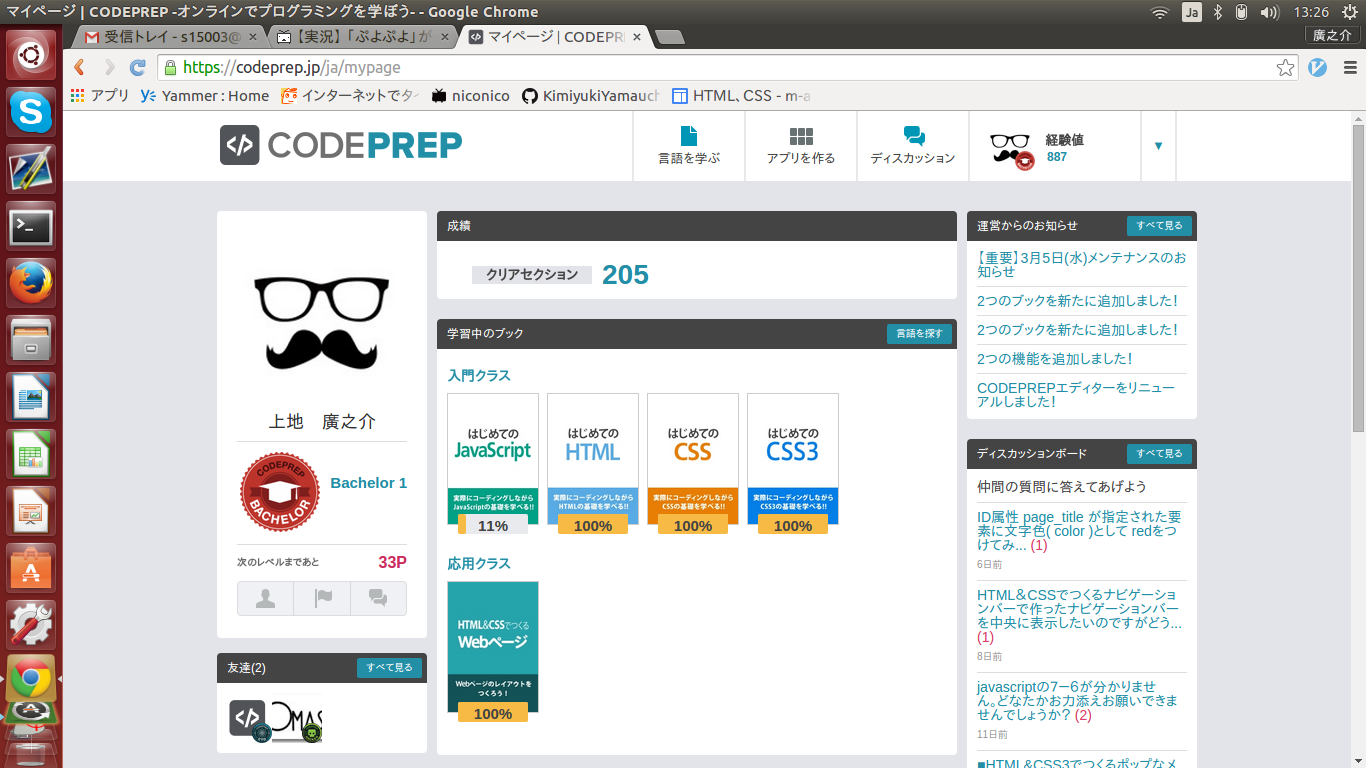 マイページ | CODEPREP -オンラインでプログラミングを学ぼう- - Google Chrome
Ja
13:26
受信トレイ - s15003@
【実況】「ぷよぷよ」が
マイページ | CODEPR
廣之介
https://codeprep.jp/ja/mypage
アプリ
Yammer : Home
インターネットでタ
niconico
KimiyukiYamauc
HTML、CSS - m-a
CODEPREP
言語を学ぶ
アプリを作る
ディスカッション
経験値
887
上地 廣之介
CODEPREP
BACHELOR
Bachelor 1
次のレベルまであと
33P
友達(2)
すべて見る
成績
クリアセクション
205
学習中のブック
言語を探す
入門クラス
はじめての
JavaScript
実際にコーディングしながら
JavaScriptの基礎を学べる!!
11%
はじめての
HTML
実際にコーディングしながら
HTMLの基礎を学べる!!
100%
はじめての
CSS
実際にコーディングしながら
CSSの基礎を学べる!!
100%
はじめての
CSS3
実際にコーディングしながら
CSS3の基礎を学べる!!
100%
応用クラス
HTML&CSSでつくる
Webページ
Webページのレイアウトを
つくろう！
100%
運営からのお知らせ
すべて見る
【重要】3月5日(水)メンテナンスのお
知らせ
2つのブックを新たに追加しました！
2つのブックを新たに追加しました！
2つの機能を追加しました！
CODEPREPエディターをリニュー
アルしました！
ディスカッションボード
すべて見る
仲間の質問に答えてあげよう
ID属性 page_title が指定された要
素に文字色( color )として redをつ
けてみ... (1)
6日前
HTML＆CSSでつくるナビゲーショ
ンバーで作ったナビゲーションバー
を中央に表示したいのですがどう...
(1)
8日前
javascriptの７－６が分かりませ
ん。どなたかお力添えお願いできま
せんでしょうか？ (2)
11日前
■HTML&CSS3でつくるポップなメ